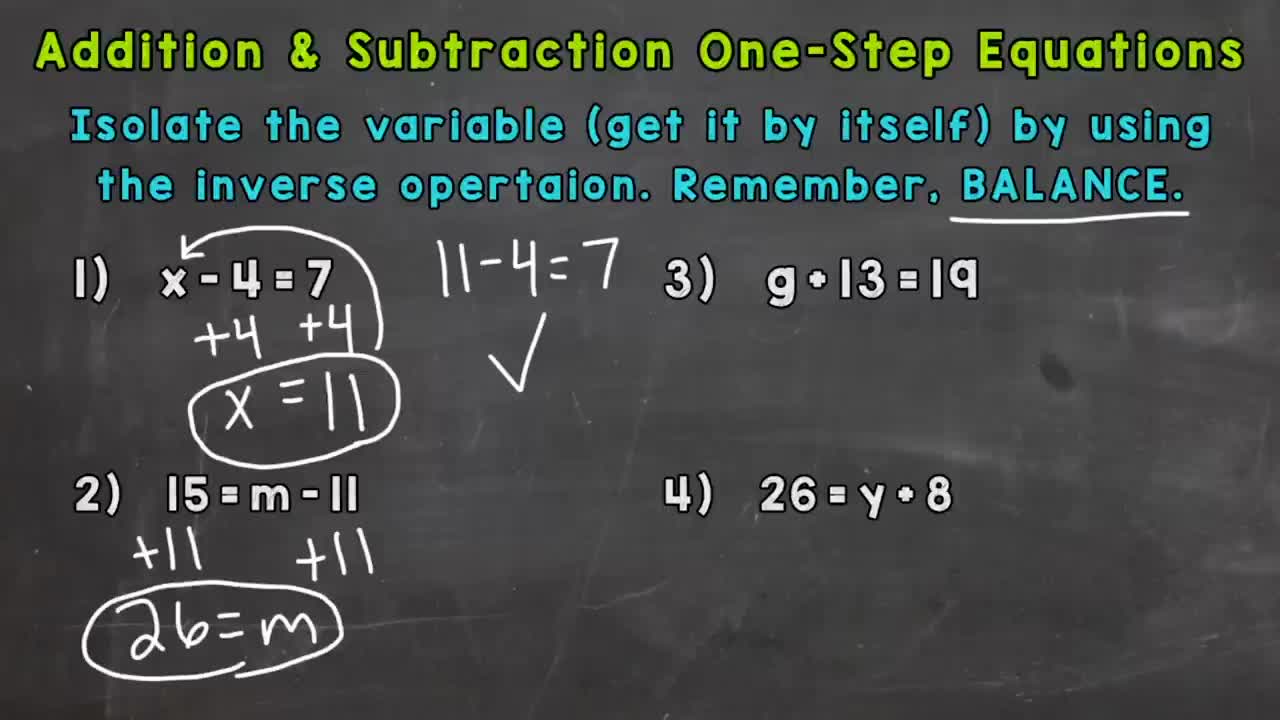 Addition & Subtraction One-Step Equations
Isolate the variable (get it by itself) by using
the inverse opertaion. Remember, BALANCE.
1) x - 4 = 7
+4 +4
x = 11
11 - 4 = 7
✓
2) 15 = m - 11
+11 +11
26 = m
3) g + 13 = 19
4) 26 = y + 8